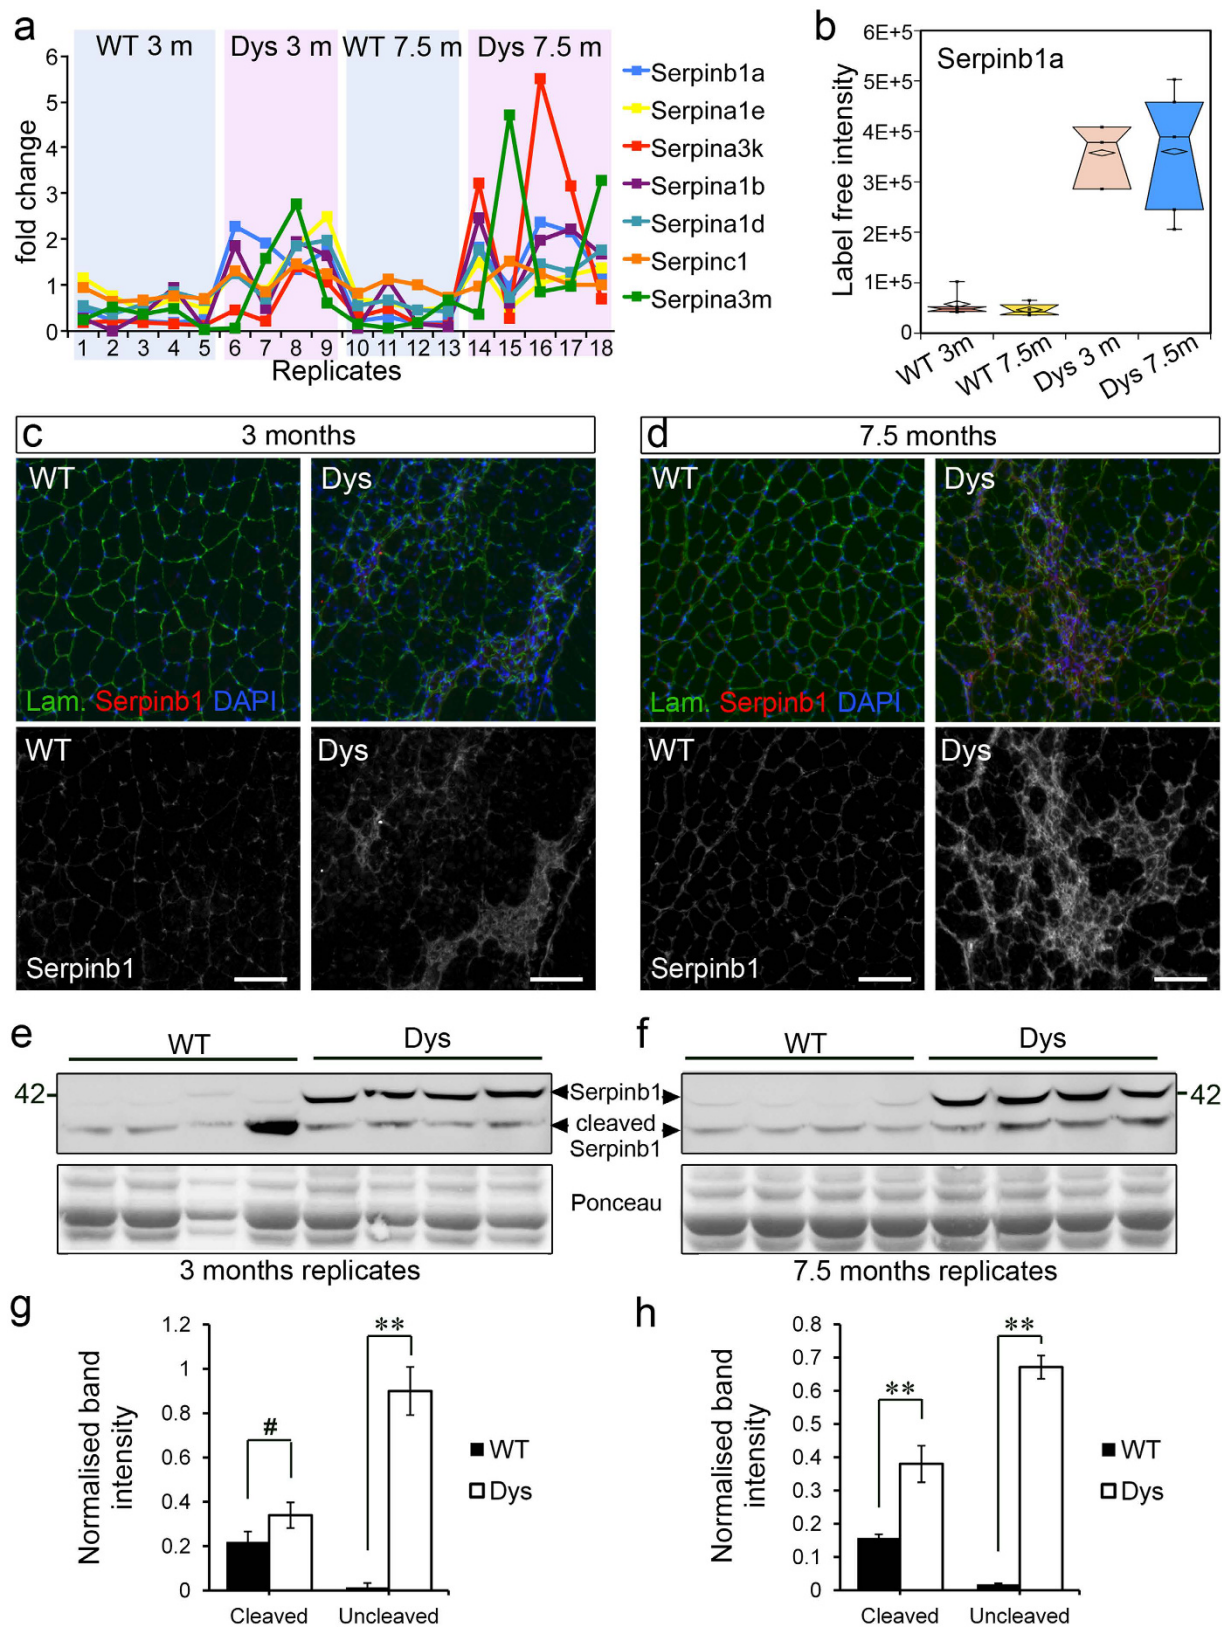 a
WT 3 m
Dys 3 m
WT 7.5 m
Dys 7.5 m
fold change
6
5
4
3
2
1
0
1 2 3 4 5 6 7 8 9 10 11 12 13 14 15 16 17 18
Replicates
Serpinb1a
Serpina1e
Serpina3k
Serpina1b
Serpina1d
Serpinc1
Serpina3m
b
Serpinb1a
Label free intensity
6E+5
5E+5
4E+5
3E+5
2E+5
1E+5
0
WT 3m
WT 7.5m
Dys 3 m
Dys 7.5m
c
3 months
WT
Dys
Lam. Serpinb1 DAPI
WT
Dys
Serpinb1
d
7.5 months
WT
Dys
Lam. Serpinb1 DAPI
WT
Dys
Serpinb1
e
WT
Dys
42
Serpinb1
cleaved
Serpinb1
Ponceau
3 months replicates
f
WT
Dys
42
7.5 months replicates
g
Normalised band
intensity
1.2
1
0.8
0.6
0.4
0.2
0
#
**
WT
Dys
Cleaved
Uncleaved
h
Normalised band
intensity
0.8
0.7
0.6
0.5
0.4
0.3
0.2
0.1
0
**
**
WT
Dys
Cleaved
Uncleaved